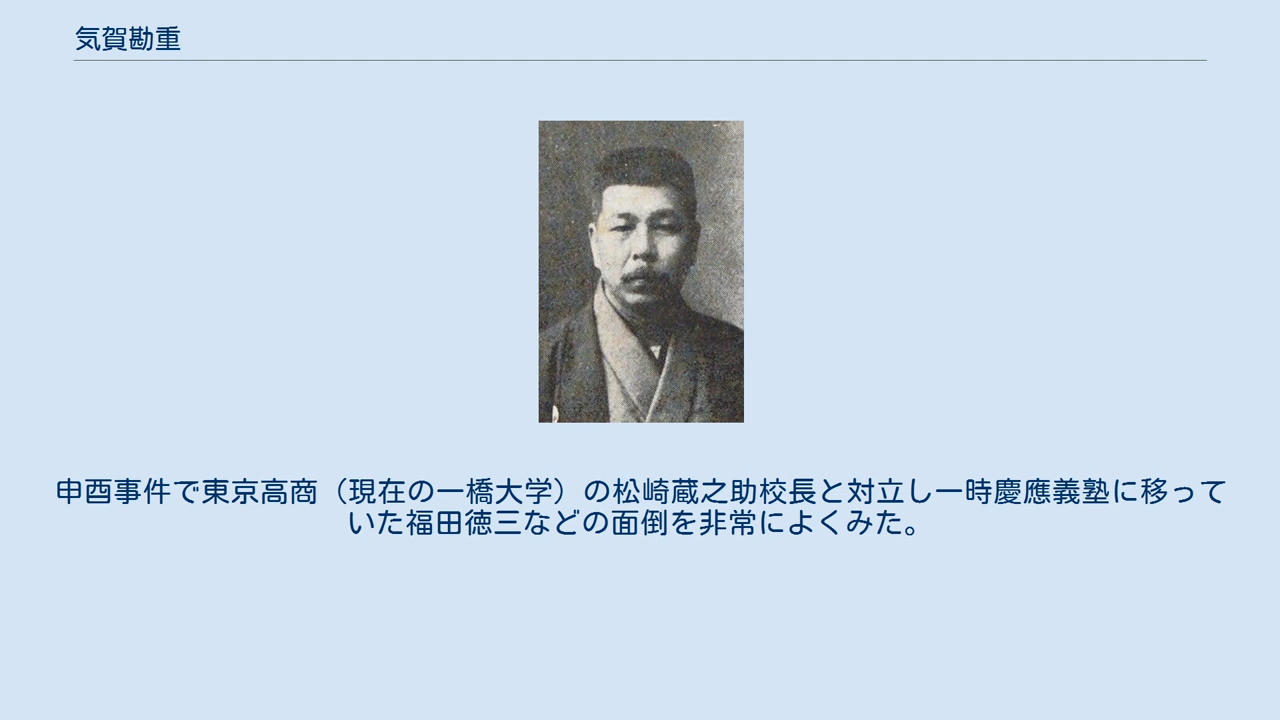 気賀勘重
申酉事件で東京高商（現在の一橋大学）の松崎蔵之助校長と対立し一時慶應義塾に移って
いた福田徳三などの面倒を非常によくみた。